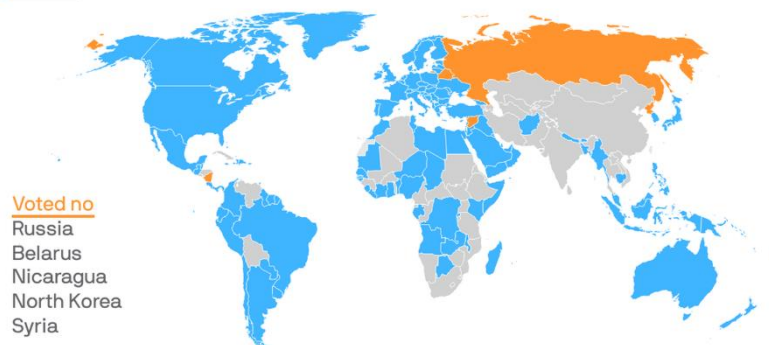 Voted no
Russia
Belarus
Nicaragua
North Korea
Syria